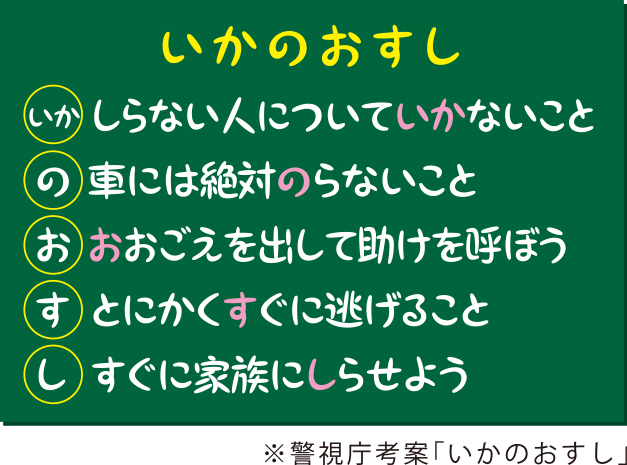 いかのおすし
いか しらない人についていかないこと
の 車には絶対のらないこと
お おおごえを出して助けを呼ぼう
す とにかくすぐに逃げること
し すぐに家族にしらせよう
※警視庁考案「いかのおすし」